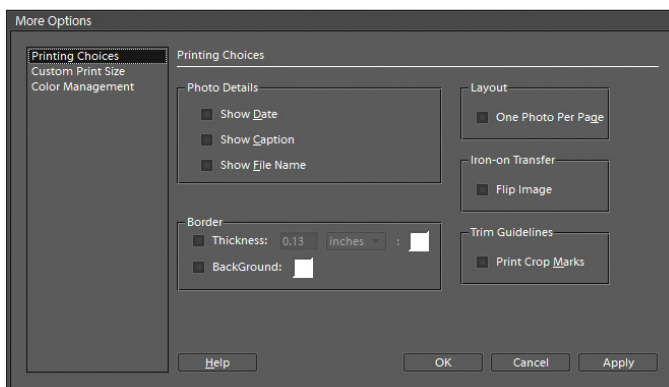 More Options
Printing Choices
Custom Print Size
Color Management
Printing Choices
Photo Details
Show Date
Show Caption
Show File Name
Border
Thickness: 0.13 inches :
BackGround:
Layout
One Photo Per Page
Iron-on Transfer
Flip Image
Trim Guidelines
Print Crop Marks
Help OK Cancel Apply